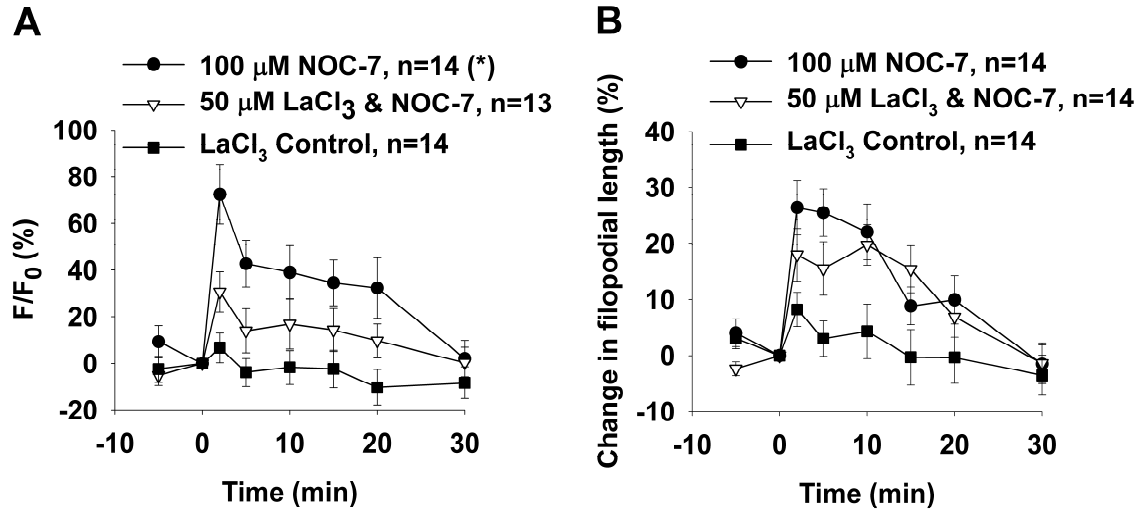 A
100 μM NOC-7, n=14 (*)
50 μM LaCl3 & NOC-7, n=13
LaCl3 Control, n=14
100
80
60
40
20
0
-20
F/F0 (%)
-10 0 10 20 30
Time (min)
B
100 μM NOC-7, n=14
50 μM LaCl3 & NOC-7, n=14
LaCl3 Control, n=14
40
30
20
10
0
-10
Change in filopodial length (%)
-10 0 10 20 30
Time (min)